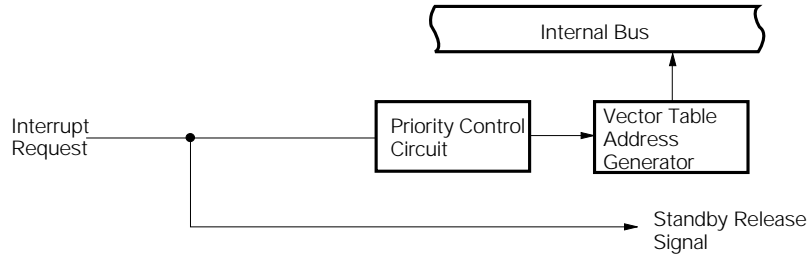 Internal Bus
Interrupt
Request
Priority Control
Circuit
Vector Table
Address
Generator
Standby Release
Signal